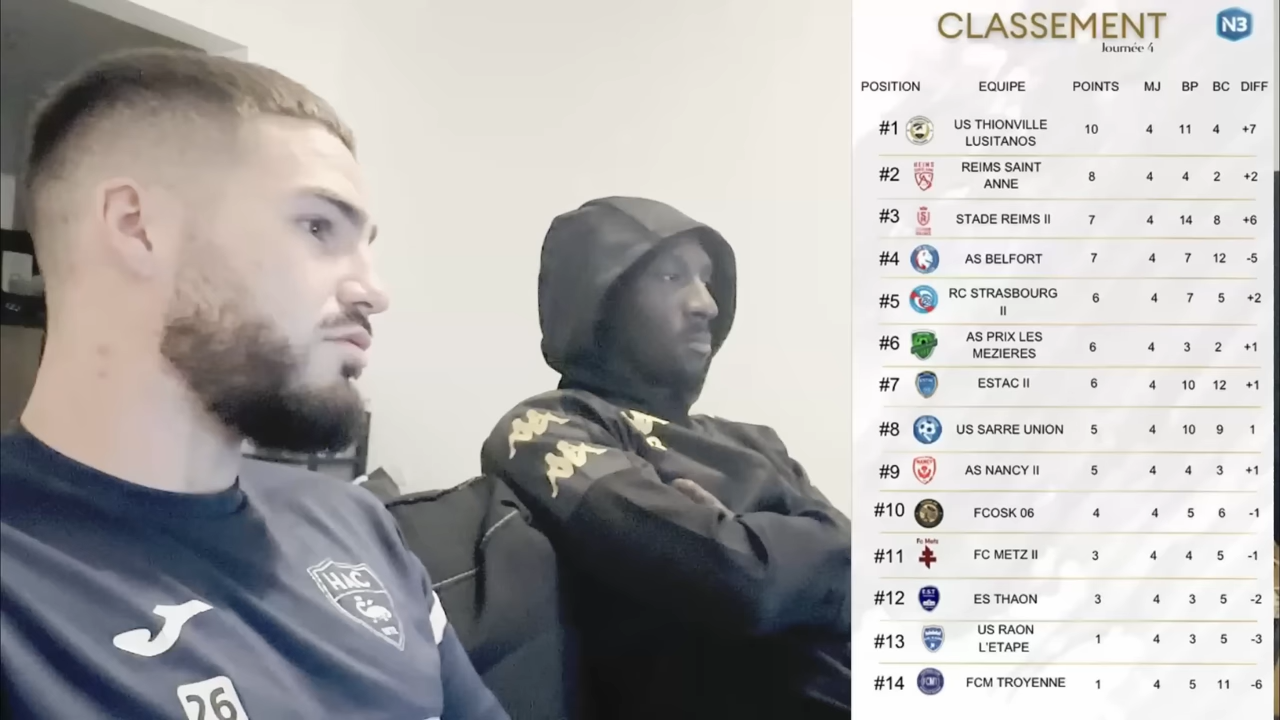 CLASSEMENT
Journée 4
N3
POSITION EQUIPE POINTS MJ BP BC DIFF
#1 US THIONVILLE LUSITANOS 10 4 11 4 +7
#2 REIMS SAINT ANNE 8 4 4 2 +2
#3 STADE REIMS II 7 4 14 8 +6
#4 AS BELFORT 7 4 7 12 -5
#5 RC STRASBOURG II 6 4 7 5 +2
#6 AS PRIX LES MEZIERES 6 4 3 2 +1
#7 ESTAC II 6 4 10 12 +1
#8 US SARRE UNION 5 4 10 9 1
#9 AS NANCY II 5 4 4 3 +1
#10 FCOSK 06 4 4 5 6 -1
#11 FC METZ II 3 4 4 5 -1
#12 ES THAON 3 4 3 5 -2
#13 US RAON L'ETAPE 1 4 3 5 -3
#14 FCM TROYENNE 1 4 5 11 -6
REIMS
NANCY
Fc Metz
E.S.T
HAC
26